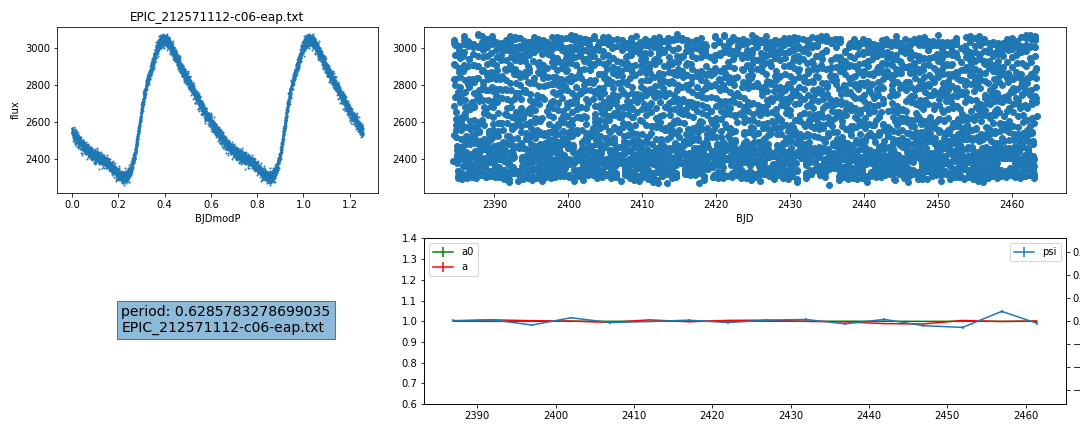 EPIC_212571112-c06-eap.txt
3000
2800
2600
2400
flux
0.0 0.2 0.4 0.6 0.8 1.0 1.2
BJDmodP
3000
2800
2600
2400
2390 2400 2410 2420 2430 2440 2450 2460
BJD
period: 0.6285783278699035
EPIC_212571112-c06-eap.txt
1.4
1.3
1.2
1.1
1.0
0.9
0.8
0.7
0.6
a0
a
psi
2390 2400 2410 2420 2430 2440 2450 2460